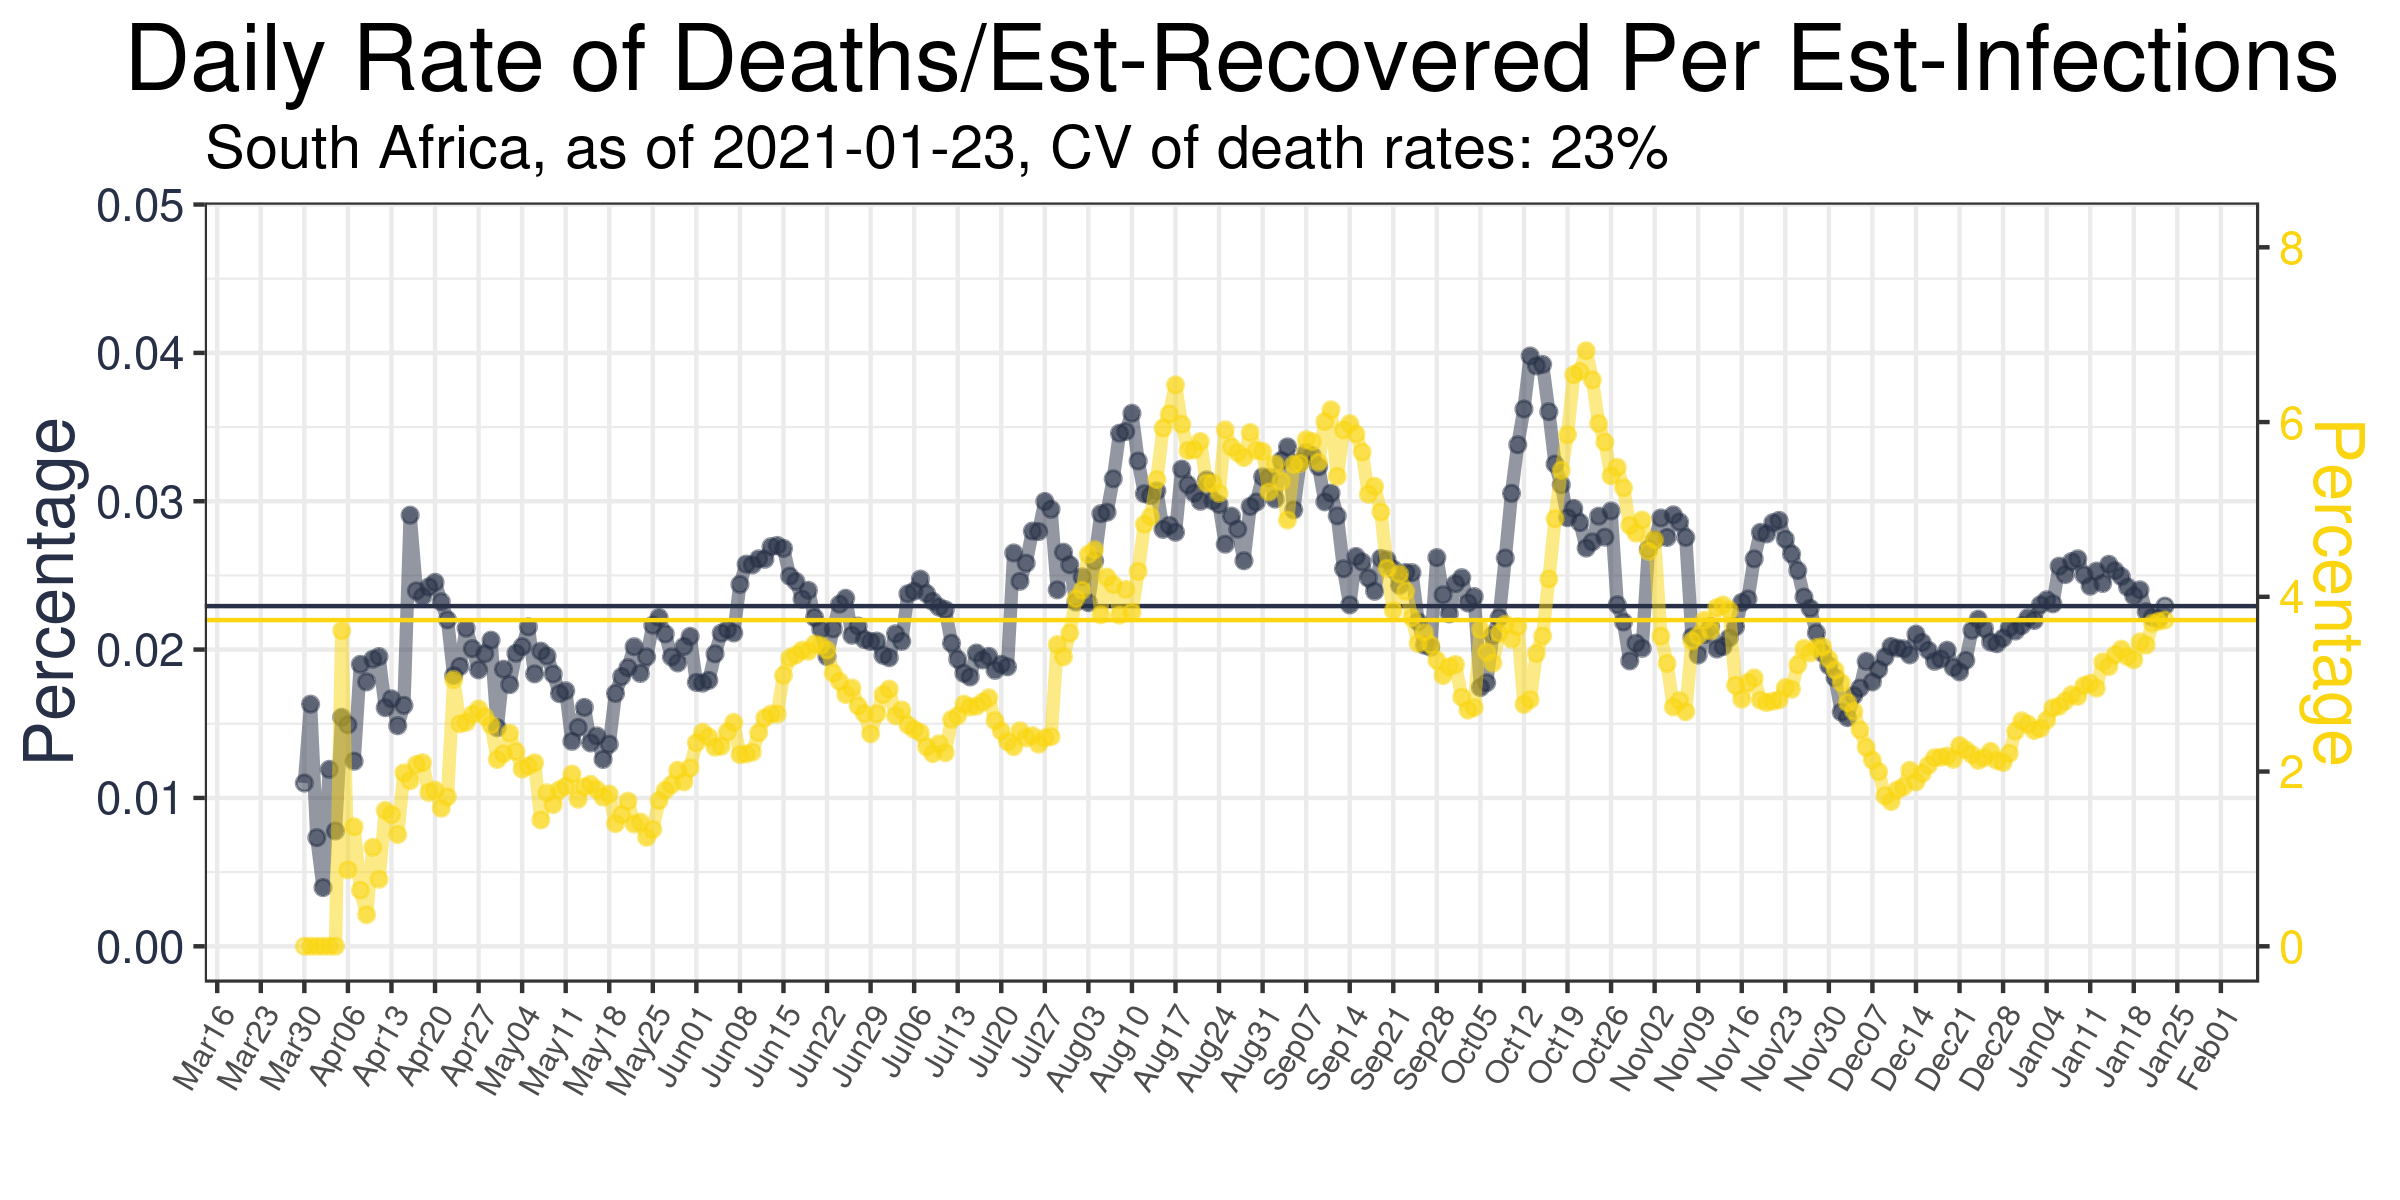 Daily Rate of Deaths/Est-Recovered Per Est-Infections
South Africa, as of 2021-01-23, CV of death rates: 23%
Percentage
0.05
0.04
0.03
0.02
0.01
0.00
8
6
4
2
0
Percentage
Mar16 Mar23 Mar30 Apr06 Apr13 Apr20 Apr27 May04 May11 May18 May25 Jun01 Jun08 Jun15 Jun22 Jun29 Jul06 Jul13 Jul20 Jul27 Aug03 Aug10 Aug17 Aug24 Aug31 Sep07 Sep14 Sep21 Sep28 Oct05 Oct12 Oct19 Oct26 Nov02 Nov09 Nov16 Nov23 Nov30 Dec07 Dec14 Dec21 Dec28 Jan04 Jan11 Jan18 Jan25 Feb01